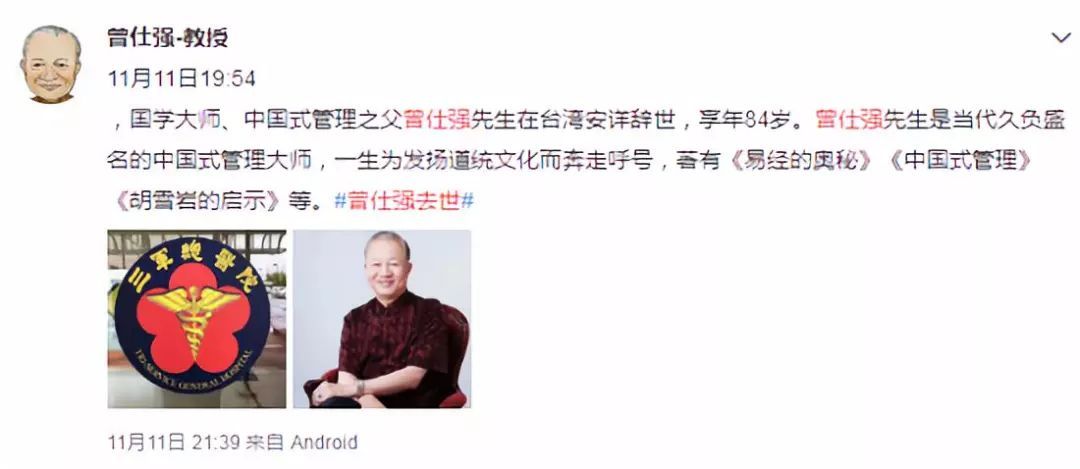 曾仕强-教授
11月11日19:54
，国学大师、中国式管理之父曾仕强先生在台湾安详辞世，享年84岁。曾仕强先生是当代久负盛
名的中国式管理大师，一生为发扬道统文化而奔走呼号，著有《易经的奥秘》《中国式管理》
《胡雪岩的启示》等。#曾仕强去世#
三軍總醫院
TRI-SERVICE GENERAL HOSPITAL
11月11日 21:39 来自 Android